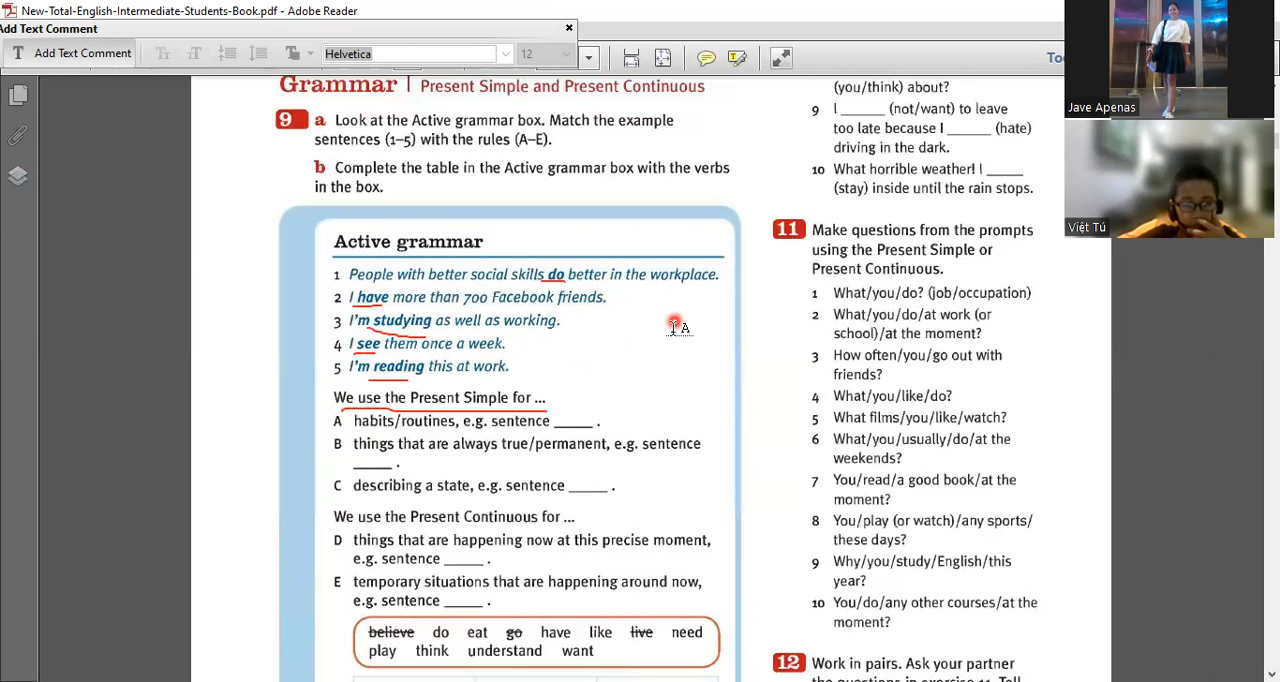 New-Total-English-Intermediate-Students-Book.pdf - Adobe Reader
Add Text Comment
Add Text Comment
Helvetica
12
Grammar | Present Simple and Present Continuous
9 a Look at the Active grammar box. Match the example
sentences (1–5) with the rules (A–E).
b Complete the table in the Active grammar box with the verbs
in the box.
Active grammar
1 People with better social skills do better in the workplace.
2 I have more than 700 Facebook friends.
3 I'm studying as well as working.
4 I see them once a week.
5 I'm reading this at work.
We use the Present Simple for ...
A habits/routines, e.g. sentence _____ .
B things that are always true/permanent, e.g. sentence
_____ .
C describing a state, e.g. sentence _____ .
We use the Present Continuous for ...
D things that are happening now at this precise moment,
e.g. sentence _____ .
E temporary situations that are happening around now,
e.g. sentence _____ .
believe do eat go have like live need
play think understand want
(you/think) about?
9 I ______ (not/want) to leave
too late because I ______ (hate)
driving in the dark.
10 What horrible weather! I _____
(stay) inside until the rain stops.
11 Make questions from the prompts
using the Present Simple or
Present Continuous.
1 What/you/do? (job/occupation)
2 What/you/do/at work (or
school)/at the moment?
3 How often/you/go out with
friends?
4 What/you/like/do?
5 What films/you/like/watch?
6 What/you/usually/do/at the
weekends?
7 You/read/a good book/at the
moment?
8 You/play (or watch)/any sports/
these days?
9 Why/you/study/English/this
year?
10 You/do/any other courses/at the
moment?
12 Work in pairs. Ask your partner
Jave Apenas
Việt Tú